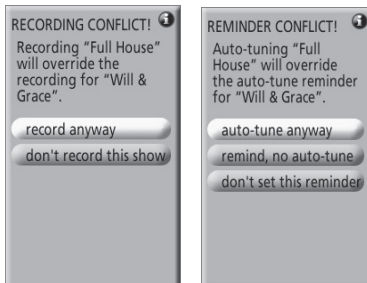 RECORDING CONFLICT!
Recording “Full House”
will override the
recording for “Will &
Grace”.
record anyway
don't record this show
REMINDER CONFLICT!
Auto-tuning “Full
House” will override
the auto-tune reminder
for “Will & Grace”.
auto-tune anyway
remind, no auto-tune
don't set this reminder